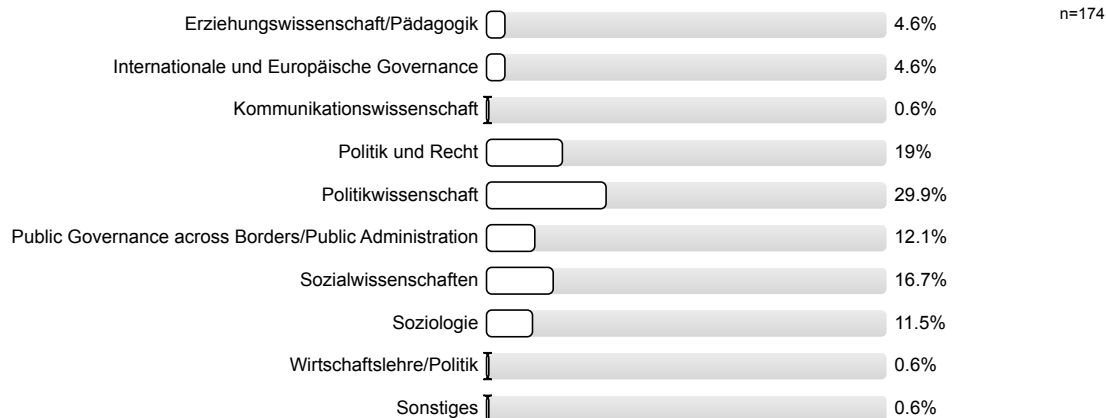 n=174
Erziehungswissenschaft/Pädagogik 4.6%
Internationale und Europäische Governance 4.6%
Kommunikationswissenschaft 0.6%
Politik und Recht 19%
Politikwissenschaft 29.9%
Public Governance across Borders/Public Administration 12.1%
Sozialwissenschaften 16.7%
Soziologie 11.5%
Wirtschaftslehre/Politik 0.6%
Sonstiges 0.6%